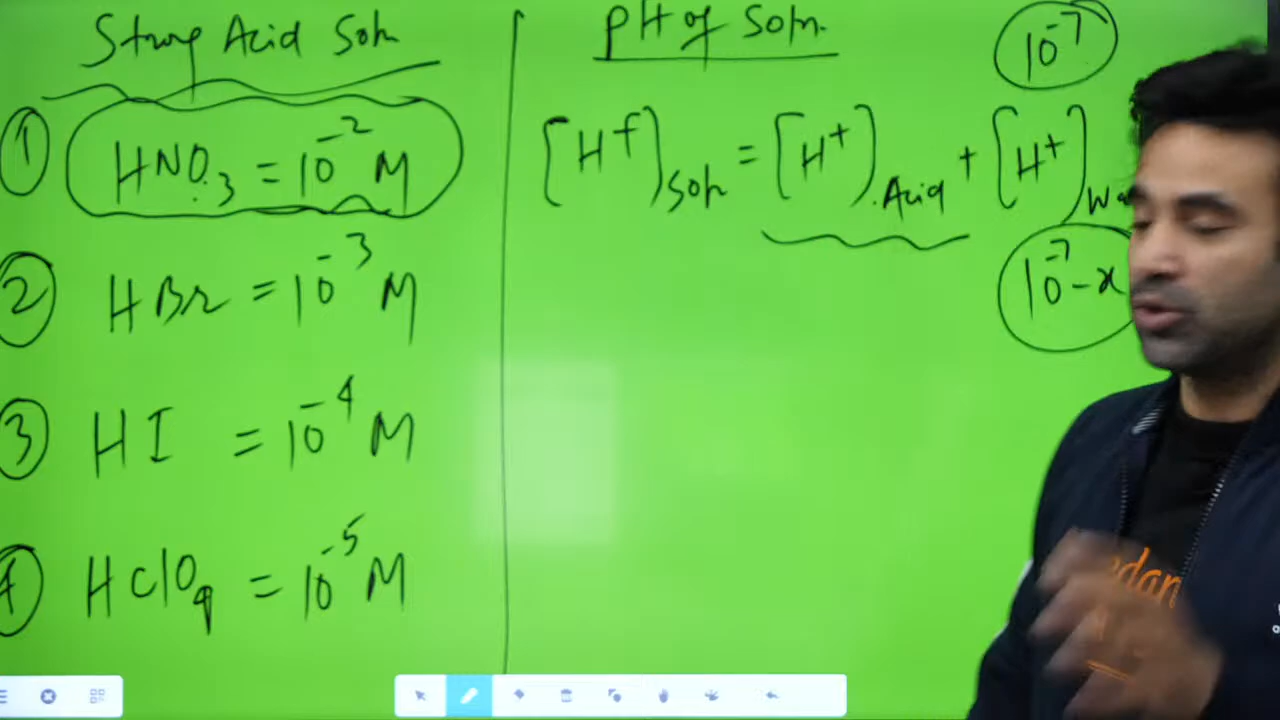 Strong Acid Soln
① HNO3 = 10^-2 M
② HBr = 10^-3 M
③ HI = 10^-4 M
④ HClO4 = 10^-5 M
PH of Soln.
10^-7
[H+]Soln = [H+]Acid + [H+]
10^-7 - x